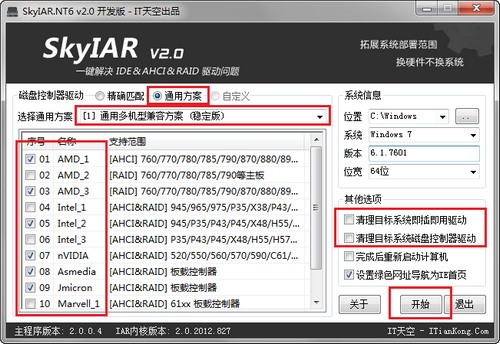 SkyIAR.NT6 v2.0 开发版 - IT天空出品
SkyIAR v2.0
一键解决 IDE&AHCI&RAID 驱动问题
拓展系统部署范围
换硬件不换系统
磁盘控制器驱动 精确匹配 通用方案 自定义
选择通用方案 [1] 通用多机型兼容方案 (稳定版)
序号 名称 支持范围
01 AMD_1 [AHCI] 760/770/780/785/790/870/880/89...
02 AMD_2 [RAID] 780/785/790等主板
03 AMD_3 [RAID] 760/770/780/785/790/870/880/89...
04 Intel_1 [AHCI&RAID] 945/965/975/P35/X38/P43/...
05 Intel_2 [AHCI&RAID] 945/P35/P43/P45/X48/H55/...
06 Intel_3 [AHCI&RAID] P35/P43/P45/X48/H55/H57...
07 nVIDIA [AHCI&RAID] 520/550/560/570/590/C61/...
08 Asmedia [AHCI&RAID] 板载控制器
09 Jmicron [AHCI&RAID] 板载控制器
10 Marvell_1 [AHCI&RAID] 61xx 板载控制器
系统信息
位置 C:\Windows ..
系统 Windows 7
版本 6.1.7601
位宽 64位
其他选项
清理目标系统即插即用驱动
清理目标系统磁盘控制器驱动
完成后重新启动计算机
设置绿色网址导航为IE首页
关于 开始 退出
主程序版本: 2.0.0.4 IAR内核版本: 2.0.2012.827
IT天空 - ITianKong.Com